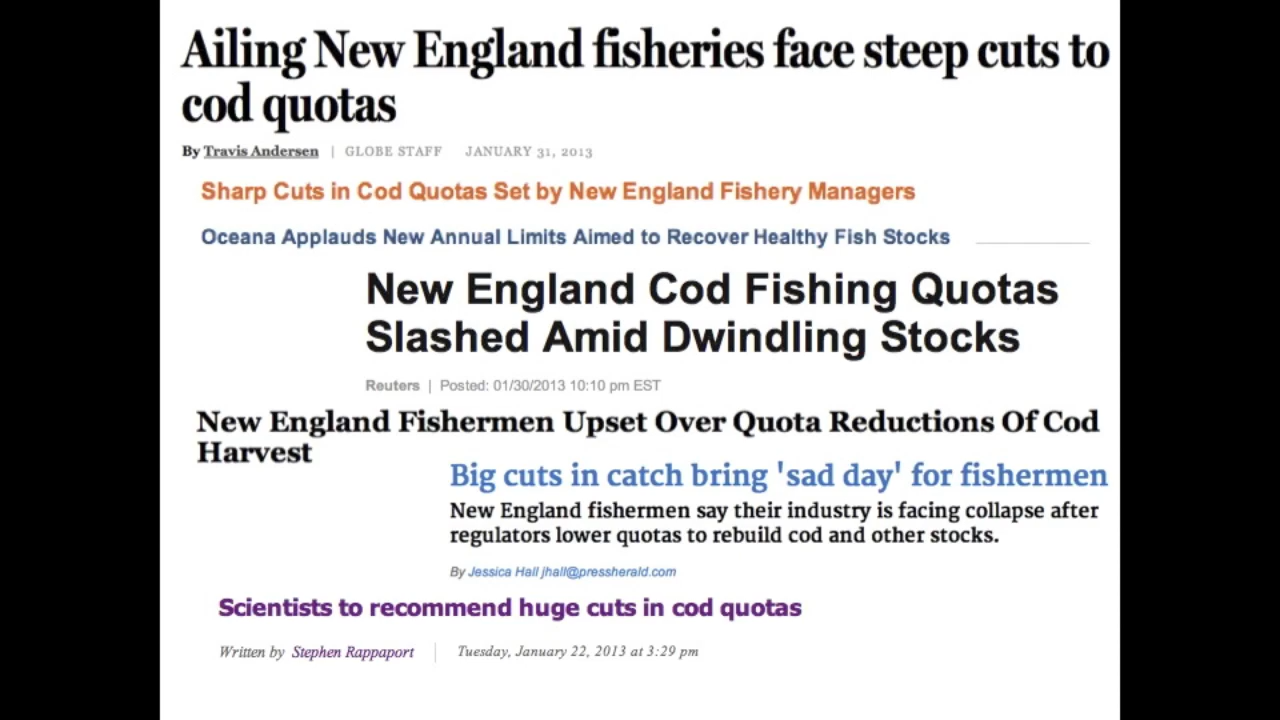 Ailing New England fisheries face steep cuts to
cod quotas
By Travis Andersen | GLOBE STAFF JANUARY 31, 2013
Sharp Cuts in Cod Quotas Set by New England Fishery Managers
Oceana Applauds New Annual Limits Aimed to Recover Healthy Fish Stocks
New England Cod Fishing Quotas
Slashed Amid Dwindling Stocks
Reuters | Posted: 01/30/2013 10:10 pm EST
New England Fishermen Upset Over Quota Reductions Of Cod
Harvest
Big cuts in catch bring 'sad day' for fishermen
New England fishermen say their industry is facing collapse after
regulators lower quotas to rebuild cod and other stocks.
By Jessica Hall jhall@pressherald.com
Scientists to recommend huge cuts in cod quotas
Written by Stephen Rappaport | Tuesday, January 22, 2013 at 3:29 pm